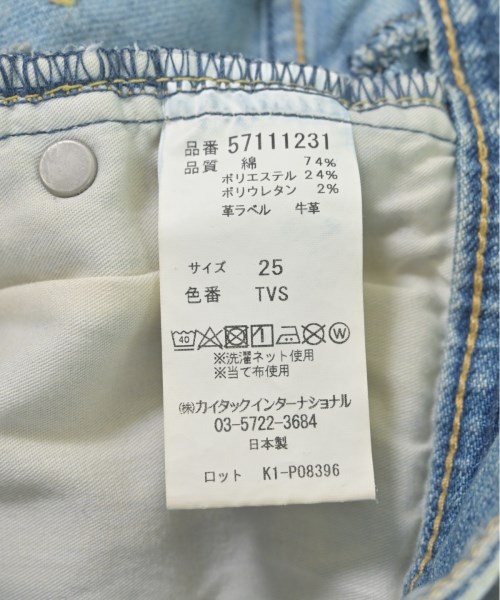 品番 57111231
品質 綿 74%
ポリエステル 24%
ポリウレタン 2%
革ラベル 牛革
サイズ 25
色番 TVS
40 W
※洗濯ネット使用
※当て布使用
㈱カイタックインターナショナル
03-5722-3684
日本製
ロット K1-P08396